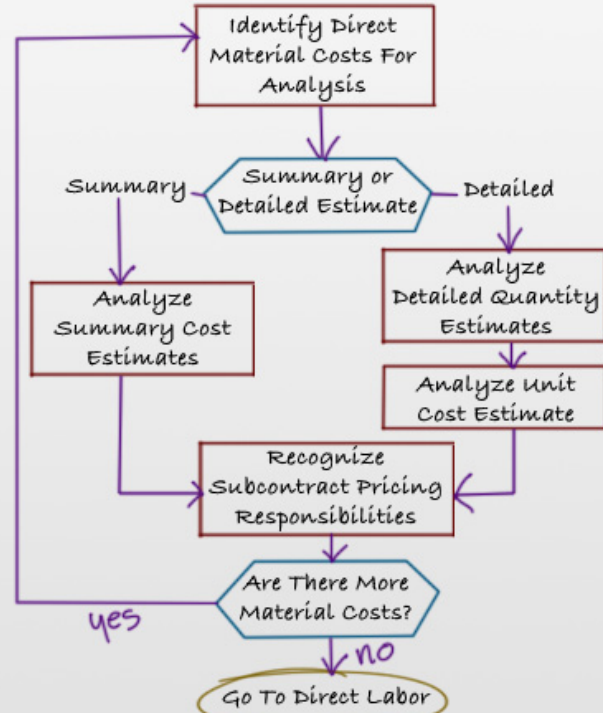 Identify Direct
Material Costs For
Analysis
Summary or
Detailed Estimate
Summary
Detailed
Analyze
Summary Cost
Estimates
Analyze
Detailed Quantity
Estimates
Analyze Unit
Cost Estimate
Recognize
Subcontract Pricing
Responsibilities
Are There More
Material Costs?
yes
no
Go To Direct Labor